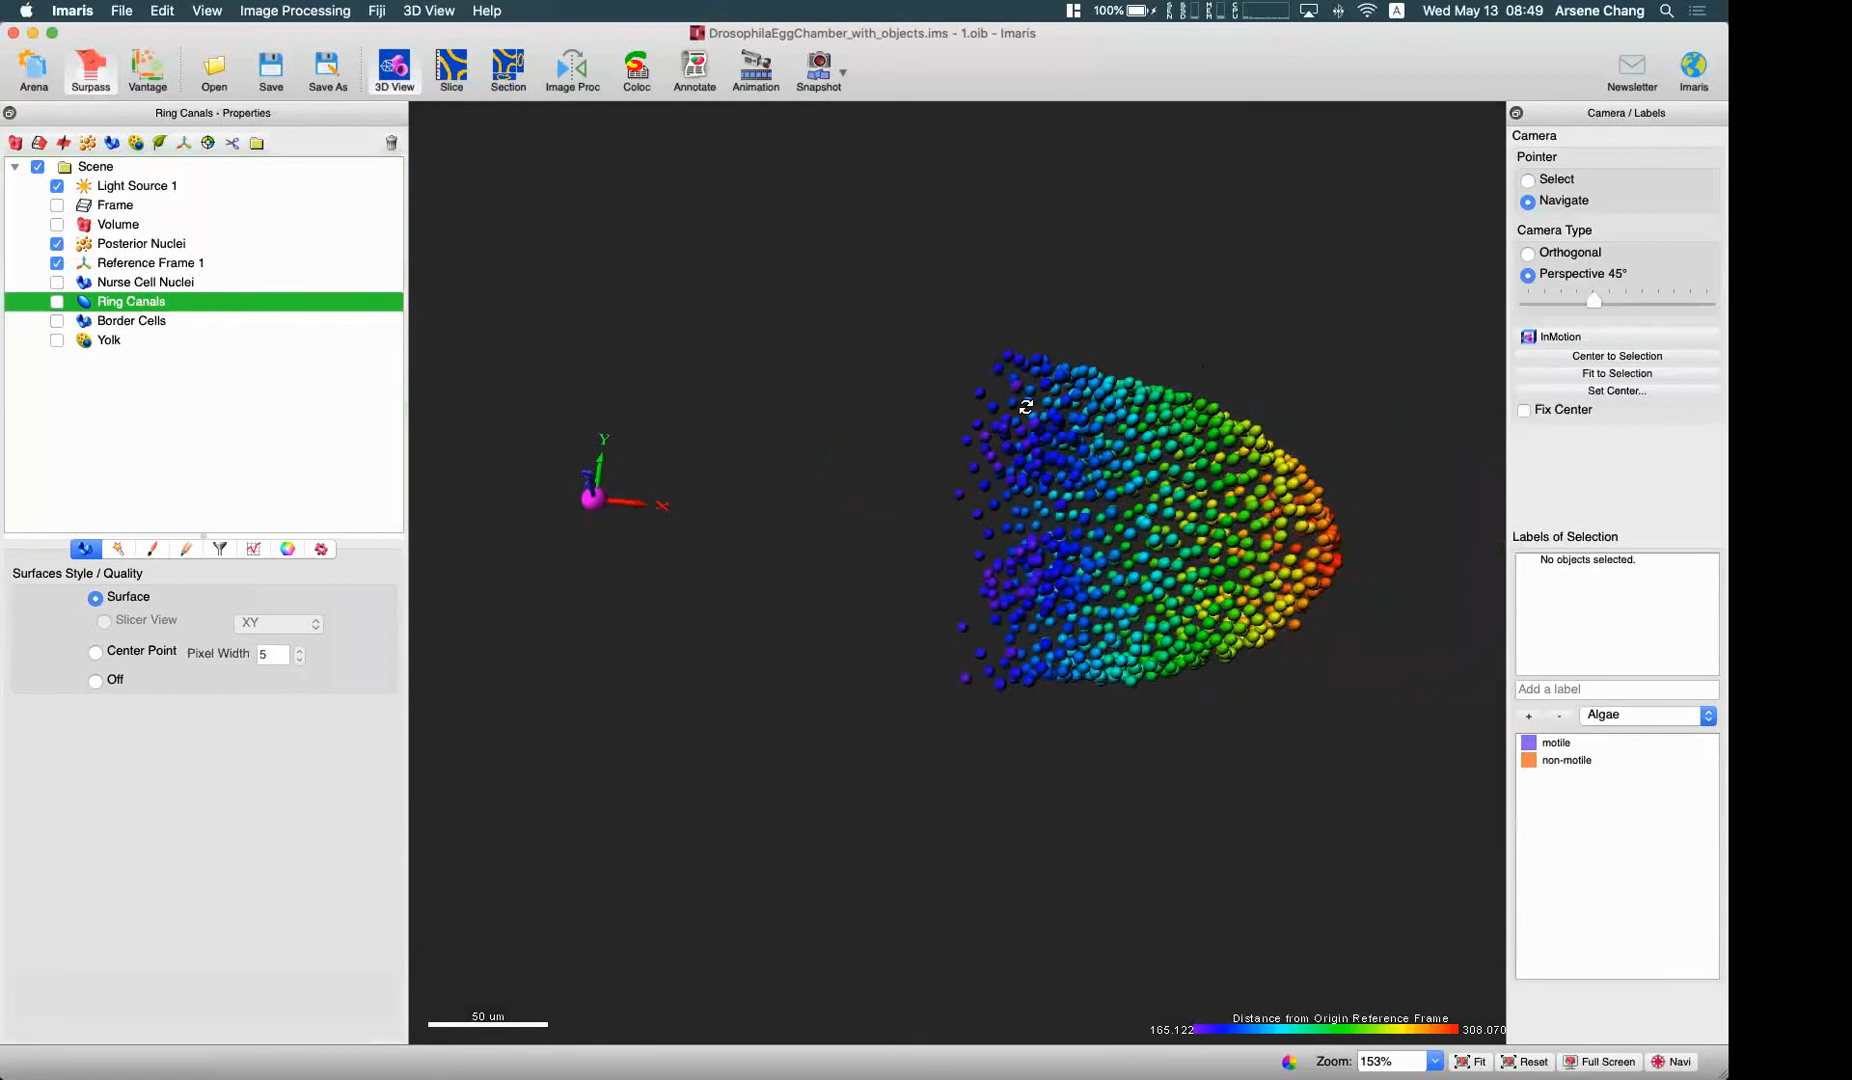 Imaris File Edit View Image Processing Fiji 3D View Help 100% A Wed May 13 08:49 Arsene Chang
DrosophilaEggChamber_with_objects.ims - 1.oib - Imaris
Arena Surpass Vantage Open Save Save As 3D View Slice Section Image Proc Coloc Annotate Animation Snapshot Newsletter Imaris
Ring Canals - Properties
Scene
Light Source 1
Frame
Volume
Posterior Nuclei
Reference Frame 1
Nurse Cell Nuclei
Ring Canals
Border Cells
Yolk
Surfaces Style / Quality
Surface
Slicer View XY
Center Point Pixel Width 5
Off
Y
X
50 um
Distance from Origin Reference Frame
165.122 308.070
Camera / Labels
Camera
Pointer
Select
Navigate
Camera Type
Orthogonal
Perspective 45°
InMotion
Center to Selection
Fit to Selection
Set Center...
Fix Center
Labels of Selection
No objects selected.
Add a label
+ - Algae
motile
non-motile
Zoom: 153% Fit Reset Full Screen Navi